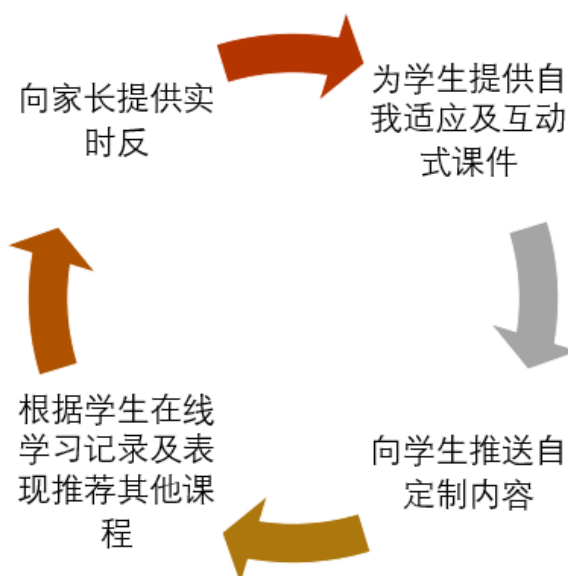 向家长提供实
时反
为学生提供自
我适应及互动
式课件
向学生推送自
定制内容
根据学生在线
学习记录及表
现推荐其他课
程